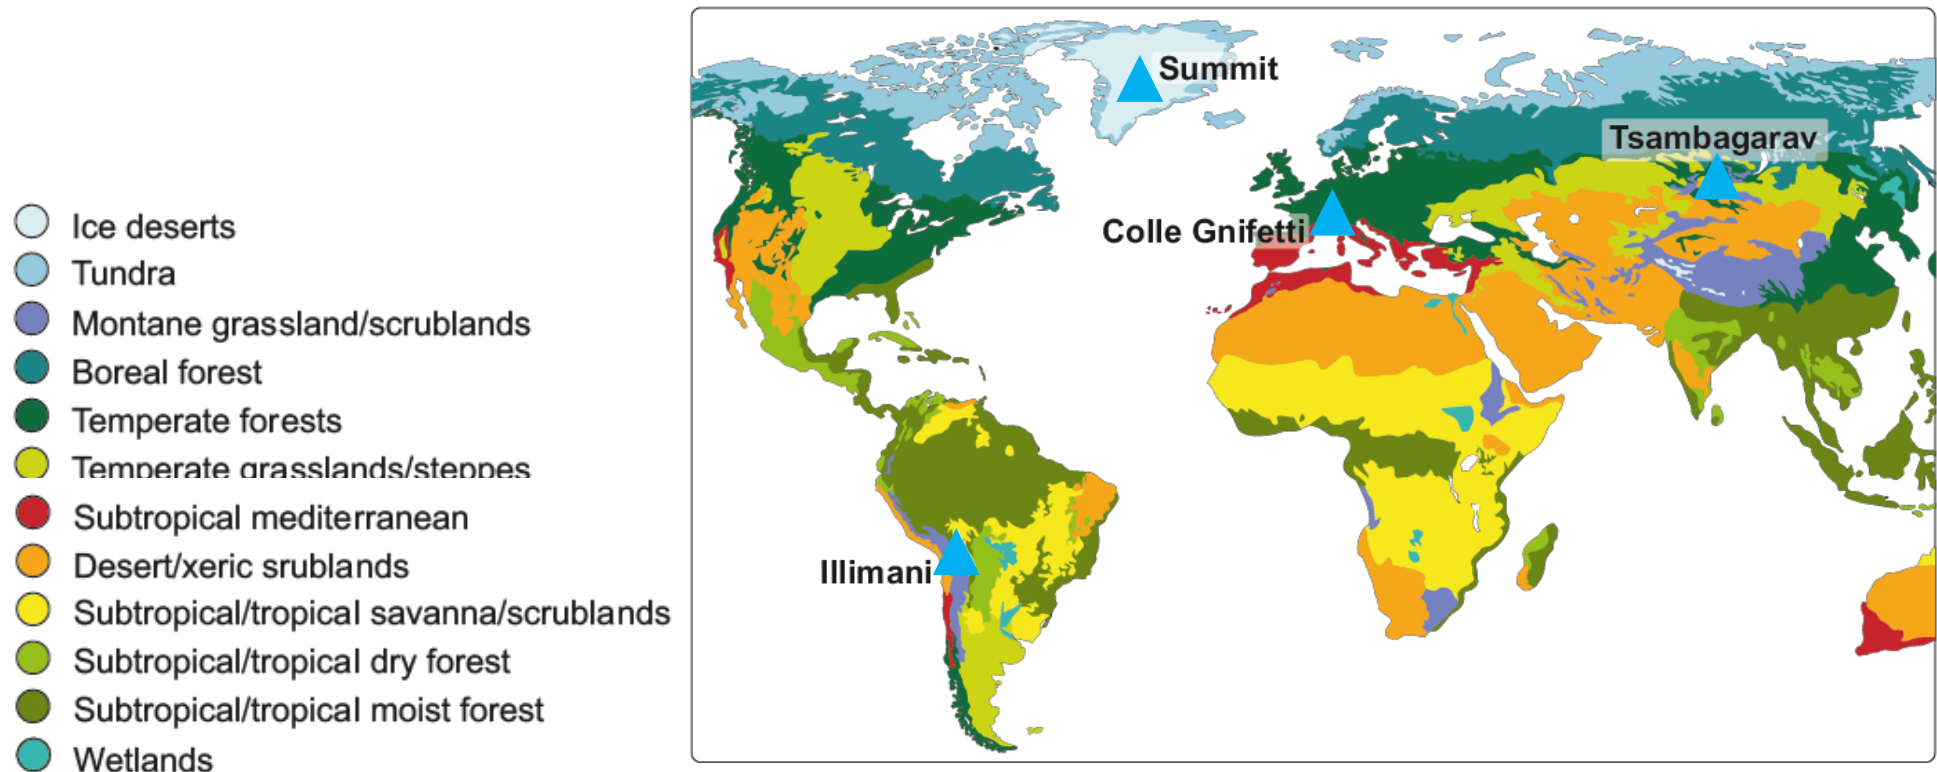 Ice deserts
Tundra
Montane grassland/scrublands
Boreal forest
Temperate forests
Temperate grasslands/steppes
Subtropical mediterranean
Desert/xeric srublands
Subtropical/tropical savanna/scrublands
Subtropical/tropical dry forest
Subtropical/tropical moist forest
Wetlands
Summit
Tsambagarav
Colle Gnifetti
Illimani